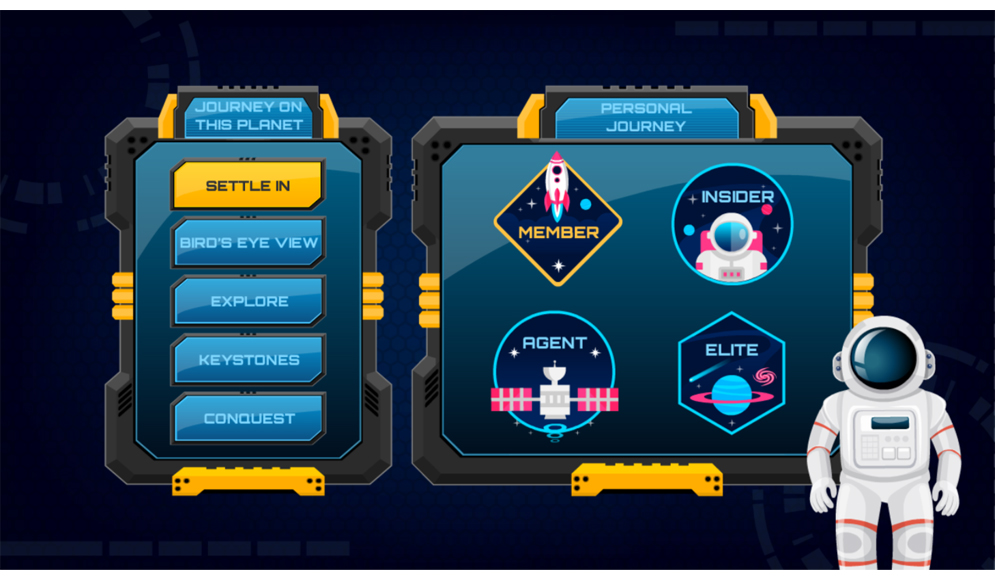 JOURNEY ON
THIS PLANET
SETTLE IN
BIRD'S EYE VIEW
EXPLORE
KEYSTONES
CONQUEST
PERSONAL
JOURNEY
MEMBER
INSIDER
AGENT
ELITE